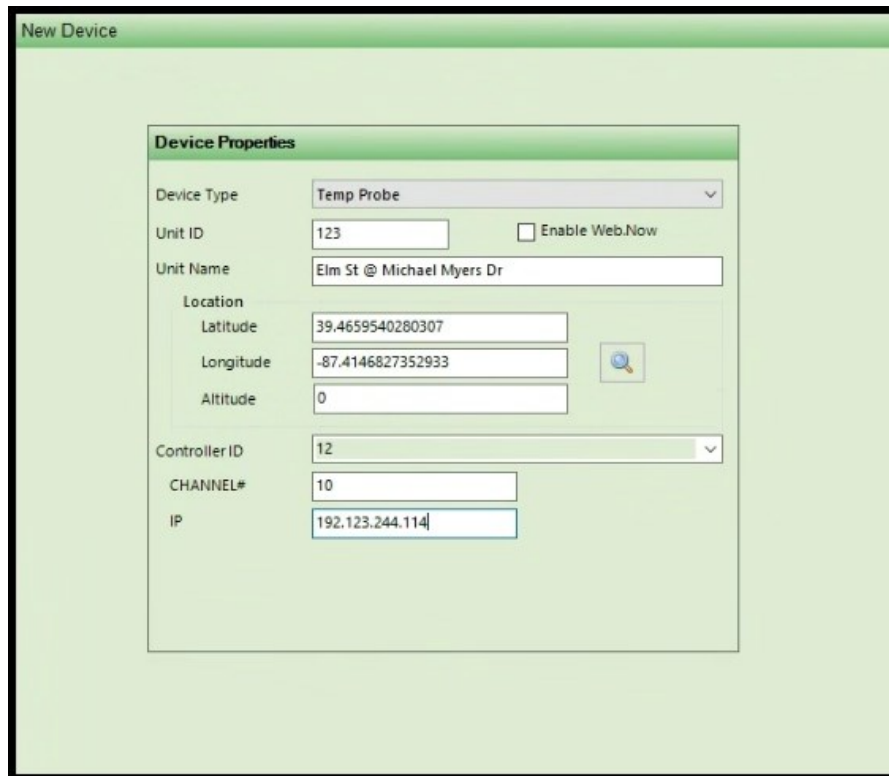 New Device
Device Properties
Device Type Temp Probe
Unit ID 123 Enable Web.Now
Unit Name Elm St @ Michael Myers Dr
Location
Latitude 39.4659540280307
Longitude -87.4146827352933
Altitude 0
Controller ID 12
CHANNEL# 10
IP 192.123.244.114